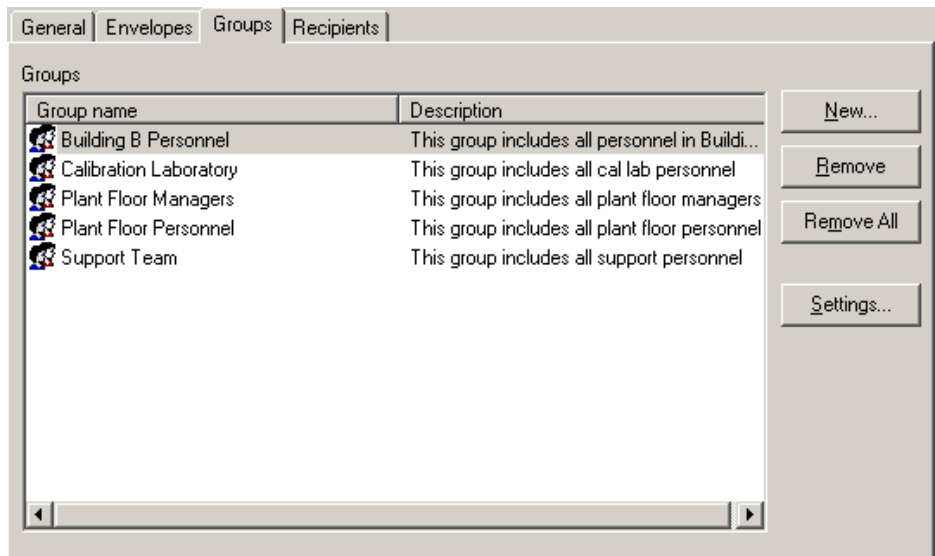 General Envelopes Groups Recipients
Groups
Group name Description
Building B Personnel This group includes all personnel in Buildi...
Calibration Laboratory This group includes all cal lab personnel
Plant Floor Managers This group includes all plant floor managers
Plant Floor Personnel This group includes all plant floor personnel
Support Team This group includes all support personnel
New...
Remove
Remove All
Settings...